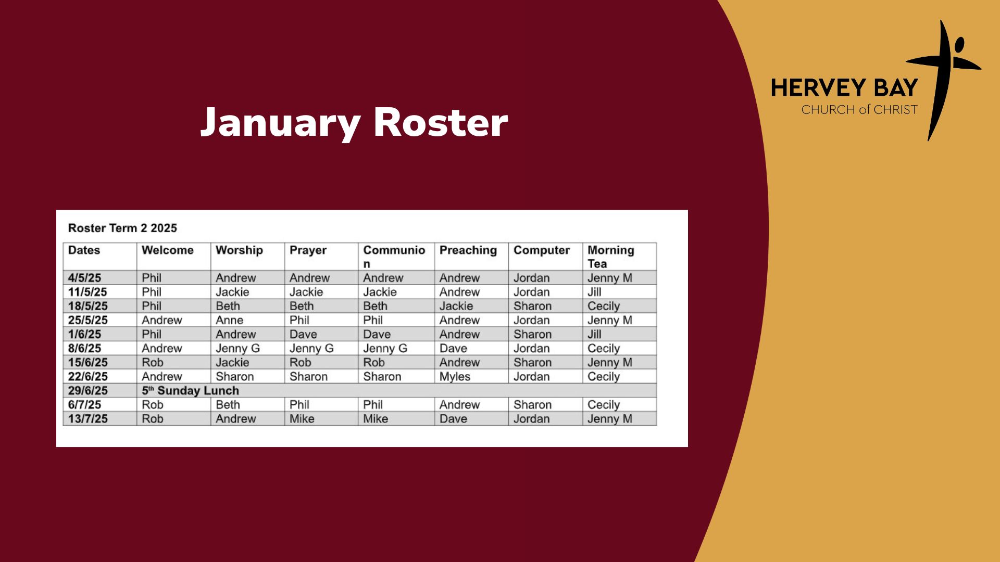 HERVEY BAY
CHURCH of CHRIST
January Roster
Roster Term 2 2025
Dates Welcome Worship Prayer Communio Preaching Computer Morning
n Tea
4/5/25 Phil Andrew Andrew Andrew Andrew Jordan Jenny M
11/5/25 Phil Jackie Jackie Jackie Andrew Jordan Jill
18/5/25 Phil Beth Beth Beth Jackie Sharon Cecily
25/5/25 Andrew Anne Phil Phil Andrew Jordan Jenny M
1/6/25 Phil Andrew Dave Dave Andrew Sharon Jill
8/6/25 Andrew Jenny G Jenny G Jenny G Dave Jordan Cecily
15/6/25 Rob Jackie Rob Rob Andrew Sharon Jenny M
22/6/25 Andrew Sharon Sharon Sharon Myles Jordan Cecily
29/6/25 5th Sunday Lunch
6/7/25 Rob Beth Phil Phil Andrew Sharon Cecily
13/7/25 Rob Andrew Mike Mike Dave Jordan Jenny M